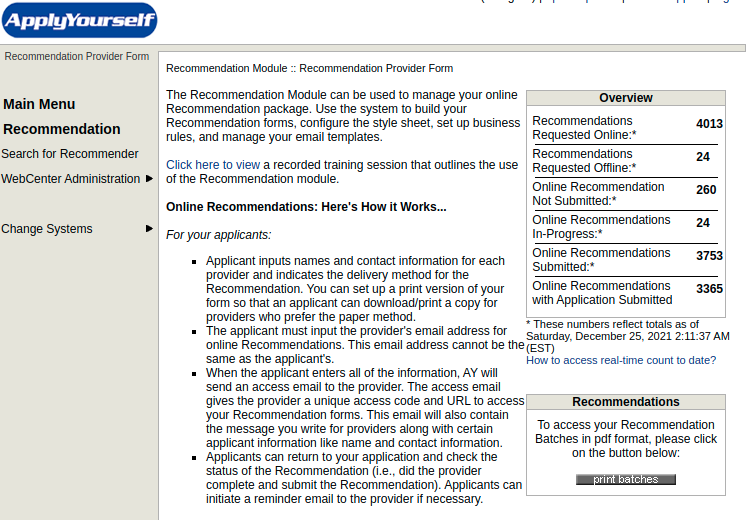 ApplyYourself
Recommendation Provider Form
Main Menu
Recommendation
Search for Recommender
WebCenter Administration
Change Systems
Recommendation Module :: Recommendation Provider Form
The Recommendation Module can be used to manage your online
Recommendation package. Use the system to build your
Recommendation forms, configure the style sheet, set up business
rules, and manage your email templates.
Click here to view a recorded training session that outlines the use
of the Recommendation module.
Online Recommendations: Here's How it Works...
For your applicants:
Applicant inputs names and contact information for each
provider and indicates the delivery method for the
Recommendation. You can set up a print version of your
form so that an applicant can download/print a copy for
providers who prefer the paper method.
The applicant must input the provider's email address for
online Recommendations. This email address cannot be the
same as the applicant's.
When the applicant enters all of the information, AY will
send an access email to the provider. The access email
gives the provider a unique access code and URL to access
your Recommendation forms. This email will also contain
the message you write for providers along with certain
applicant information like name and contact information.
Applicants can return to your application and check the
status of the Recommendation (i.e., did the provider
complete and submit the Recommendation). Applicants can
initiate a reminder email to the provider if necessary.
Overview
Recommendations
Requested Online:* 4013
Recommendations
Requested Offline:* 24
Online Recommendation
Not Submitted:* 260
Online Recommendations
In-Progress:* 24
Online Recommendations
Submitted:* 3753
Online Recommendations
with Application Submitted 3365
* These numbers reflect totals as of
Saturday, December 25, 2021 2:11:37 AM
(EST)
How to access real-time count to date?
Recommendations
To access your Recommendation
Batches in pdf format, please click
on the button below:
print batches